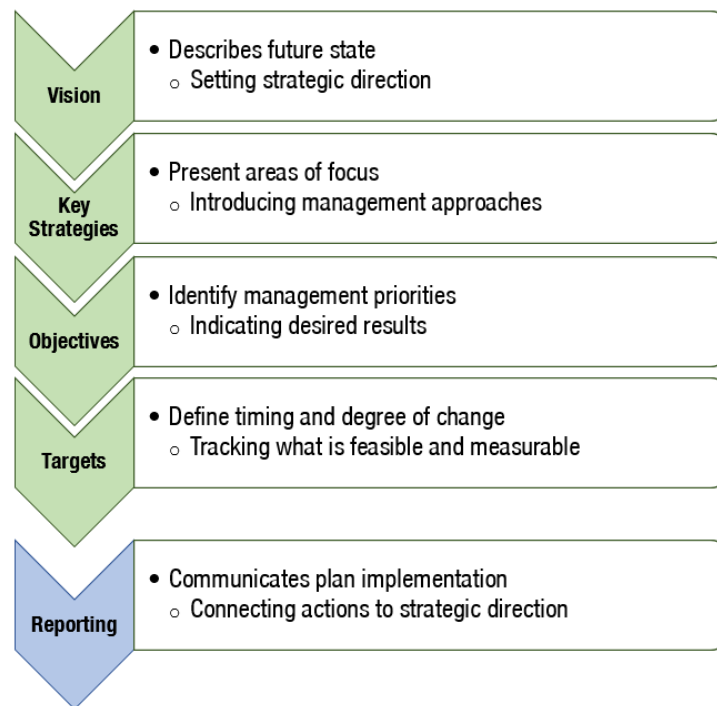 Vision
• Describes future state
o Setting strategic direction
Key
Strategies
• Present areas of focus
o Introducing management approaches
Objectives
• Identify management priorities
o Indicating desired results
Targets
• Define timing and degree of change
o Tracking what is feasible and measurable
Reporting
• Communicates plan implementation
o Connecting actions to strategic direction